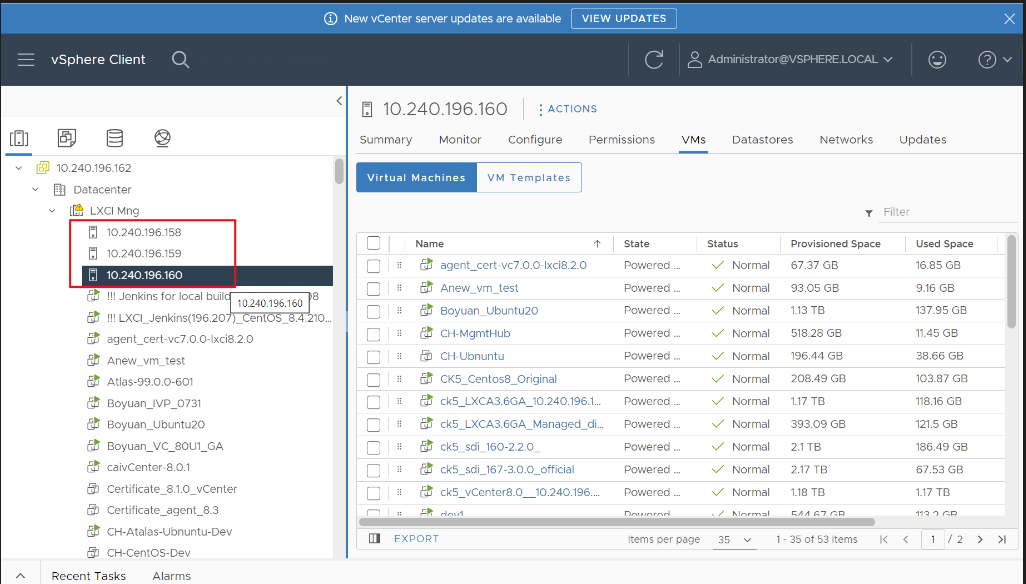 New vCenter server updates are available VIEW UPDATES
vSphere Client Administrator@VSPHERE.LOCAL
10.240.196.162
Datacenter
LXCI Mng
10.240.196.158
10.240.196.159
10.240.196.160
!!! Jenkins for local build 98
10.240.196.160
!!! LXCI_Jenkins(196.207)_CentOS_8.4.210...
agent_cert-vc7.0.0-lxci8.2.0
Anew_vm_test
Atlas-99.0.0-601
Boyuan_IVP_0731
Boyuan_Ubuntu20
Boyuan_VC_80U1_GA
caivCenter-8.0.1
Certificate_8.1.0_vCenter
Certificate_agent_8.3
CH-Atalas-Ubnuntu-Dev
CH-CentOS-Dev
10.240.196.160 ACTIONS
Summary Monitor Configure Permissions VMs Datastores Networks Updates
Virtual Machines VM Templates
Filter
Name State Status Provisioned Space Used Space
agent_cert-vc7.0.0-lxci8.2.0 Powered ... Normal 67.37 GB 16.85 GB
Anew_vm_test Powered ... Normal 93.05 GB 9.16 GB
Boyuan_Ubuntu20 Powered ... Normal 1.13 TB 137.95 GB
CH-MgmtHub Powered ... Normal 518.28 GB 11.45 GB
CH-Ubnuntu Powered ... Normal 196.44 GB 38.66 GB
CK5_Centos8_Original Powered ... Normal 208.49 GB 103.87 GB
ck5_LXCA3.6GA_10.240.196.1... Powered ... Normal 1.17 TB 118.16 GB
ck5_LXCA3.6GA_Managed_di... Powered ... Normal 393.09 GB 121.5 GB
ck5_sdi_160-2.2.0_ Powered ... Normal 2.1 TB 186.49 GB
ck5_sdi_167-3.0.0_official Powered ... Normal 2.17 TB 67.53 GB
ck5_vCenter8.0__10.240.196.... Powered ... Normal 1.18 TB 1.17 TB
dev1 Powered ... Normal 544.67 GB 113.2 GB
EXPORT Items per page 35 1 - 35 of 53 items 1 / 2
Recent Tasks Alarms